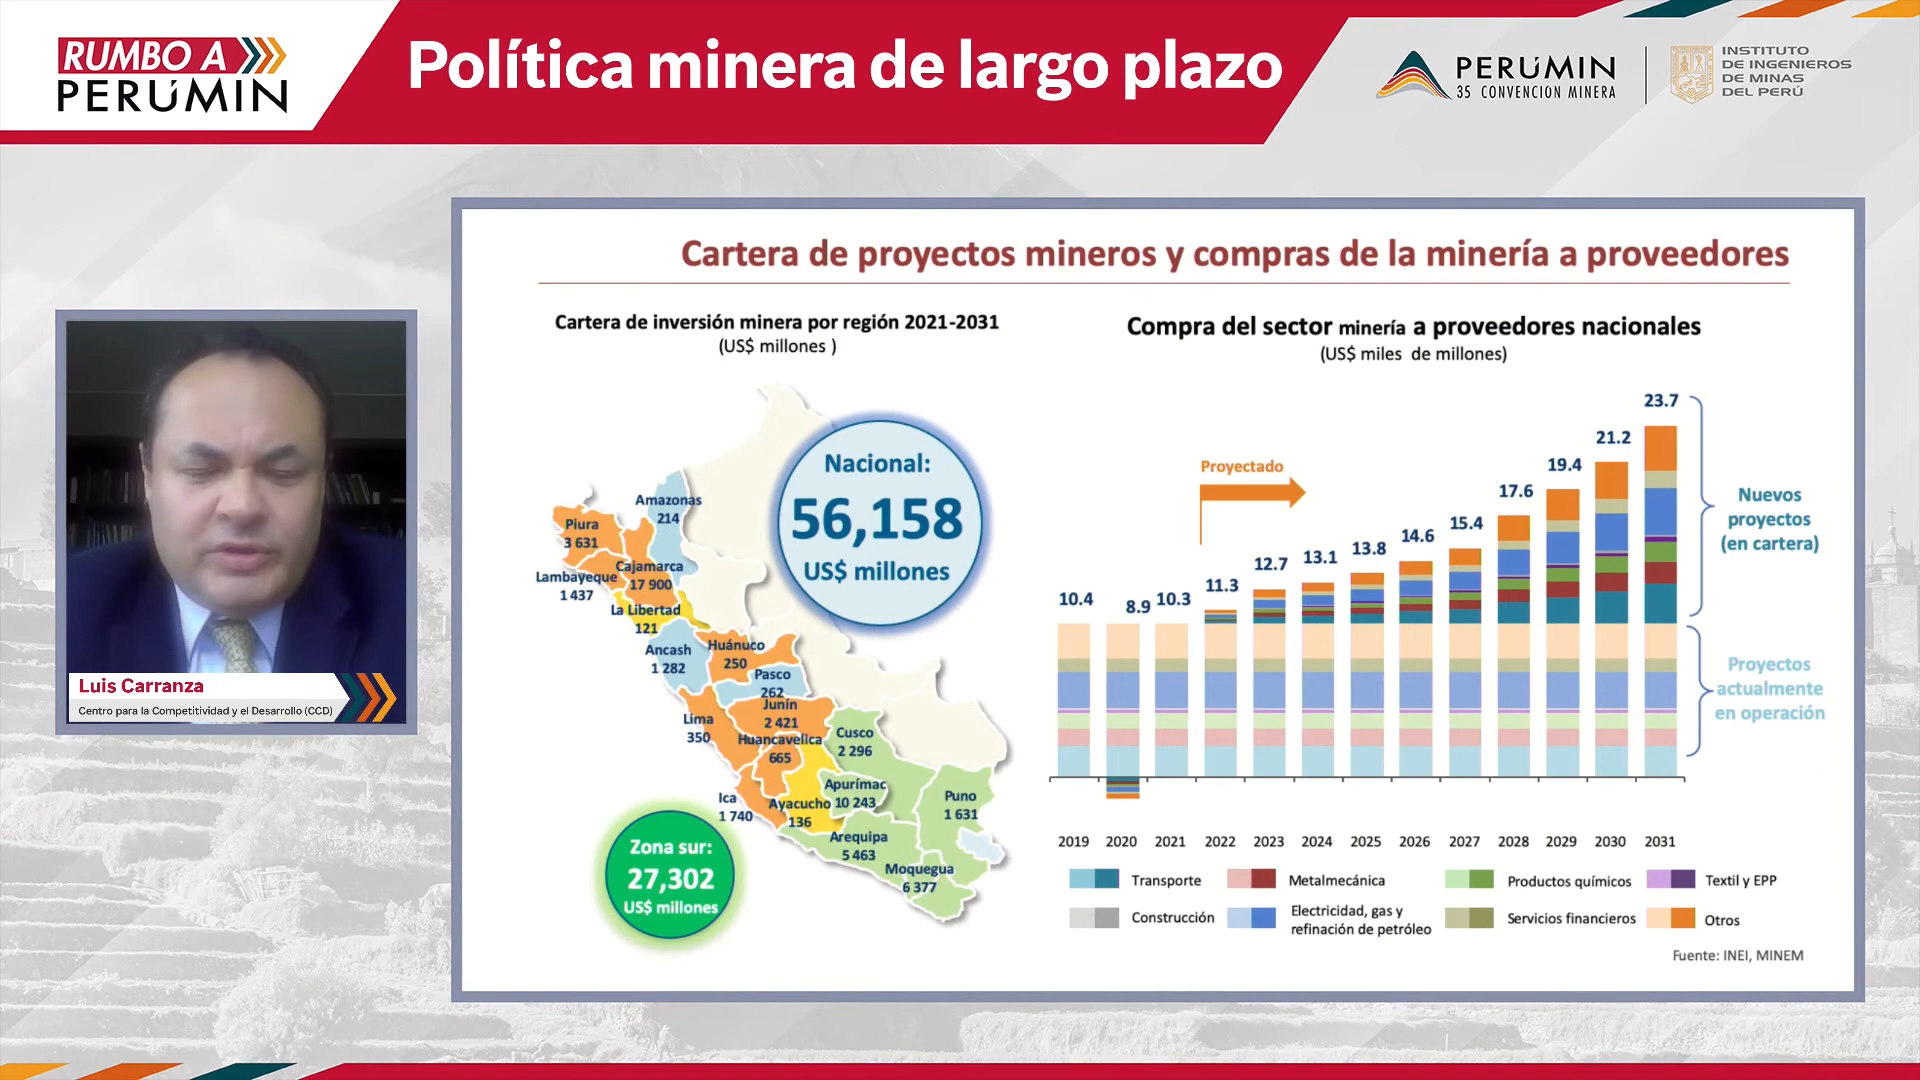 RUMBO A
PERÚMIN
Política minera de largo plazo
PERÚMIN
35 CONVENCIÓN MINERA
INSTITUTO
DE INGENIEROS
DE MINAS
DEL PERÚ
Luis Carranza
Centro para la Competitividad y el Desarrollo (CCD)
Cartera de proyectos mineros y compras de la minería a proveedores
Cartera de inversión minera por región 2021-2031
(US$ millones )
Nacional:
56,158
US$ millones
Amazonas
214
Piura
3 631
Cajamarca
17 900
Lambayeque
1 437
La Libertad
121
Ancash
1 282
Huánuco
250
Pasco
262
Junín
2 421
Lima
350
Huancavelica
665
Cusco
2 296
Ica
1 740
Ayacucho
136
Apurímac
10 243
Puno
1 631
Arequipa
5 463
Moquegua
6 377
Zona sur:
27,302
US$ millones
Compra del sector minería a proveedores nacionales
(US$ miles de millones)
Proyectado
10.4
8.9
10.3
11.3
12.7
13.1
13.8
14.6
15.4
17.6
19.4
21.2
23.7
Nuevos
proyectos
(en cartera)
Proyectos
actualmente
en operación
2019 2020 2021 2022 2023 2024 2025 2026 2027 2028 2029 2030 2031
Transporte
Metalmecánica
Productos químicos
Textil y EPP
Construcción
Electricidad, gas y
refinación de petróleo
Servicios financieros
Otros
Fuente: INEI, MINEM